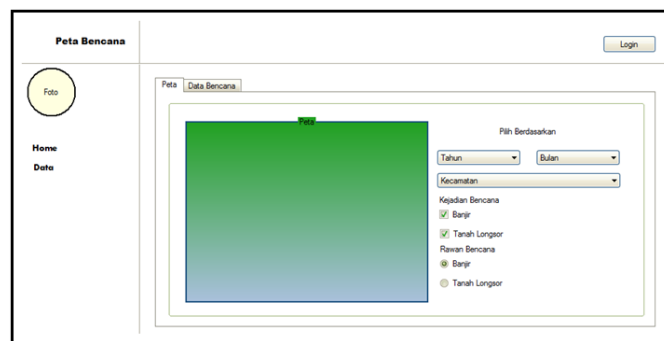 Peta Bencana
Login
Foto
Home
Data
Peta
Data Bencana
Peta
Pilih Berdasarkan
Tahun
Bulan
Kecamatan
Kejadian Bencana
Banjir
Tanah Longsor
Rawan Bencana
Banjir
Tanah Longsor